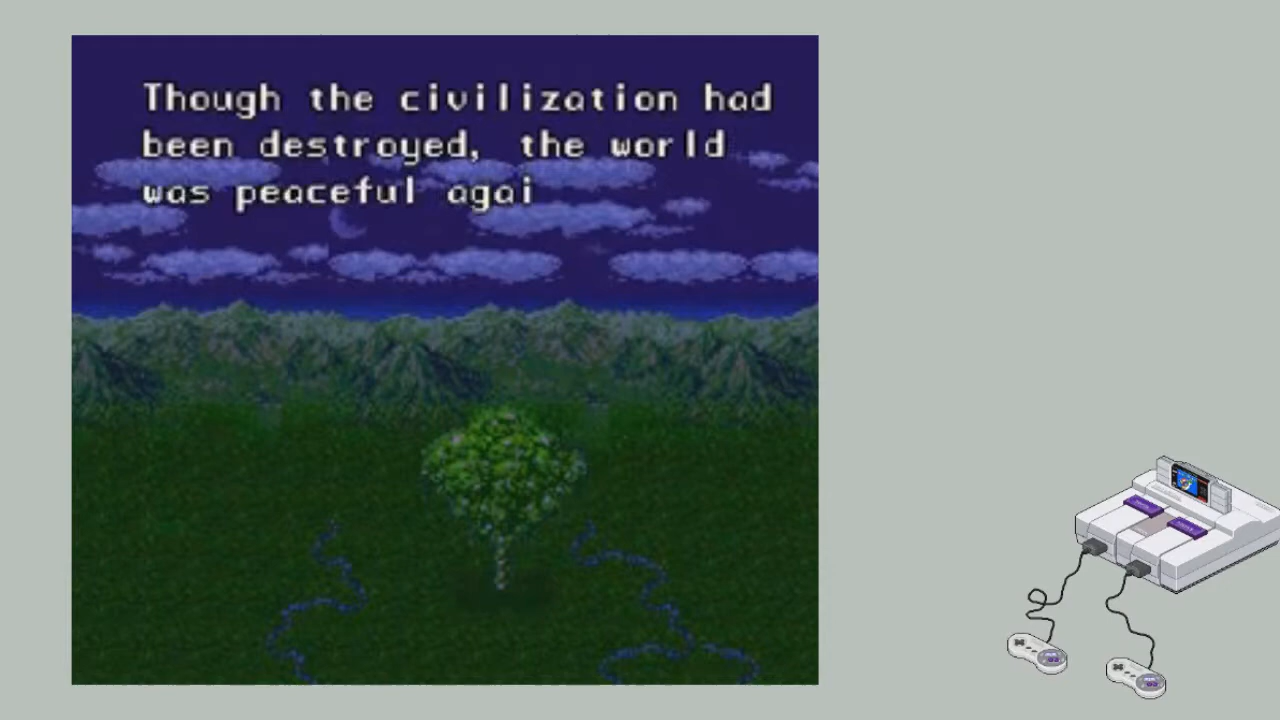 Though the civilization had
been destroyed, the world
was peaceful agai